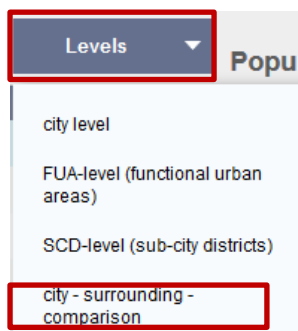 Levels
Popu
city level
FUA-level (functional urban
areas)
SCD-level (sub-city districts)
city - surrounding -
comparison